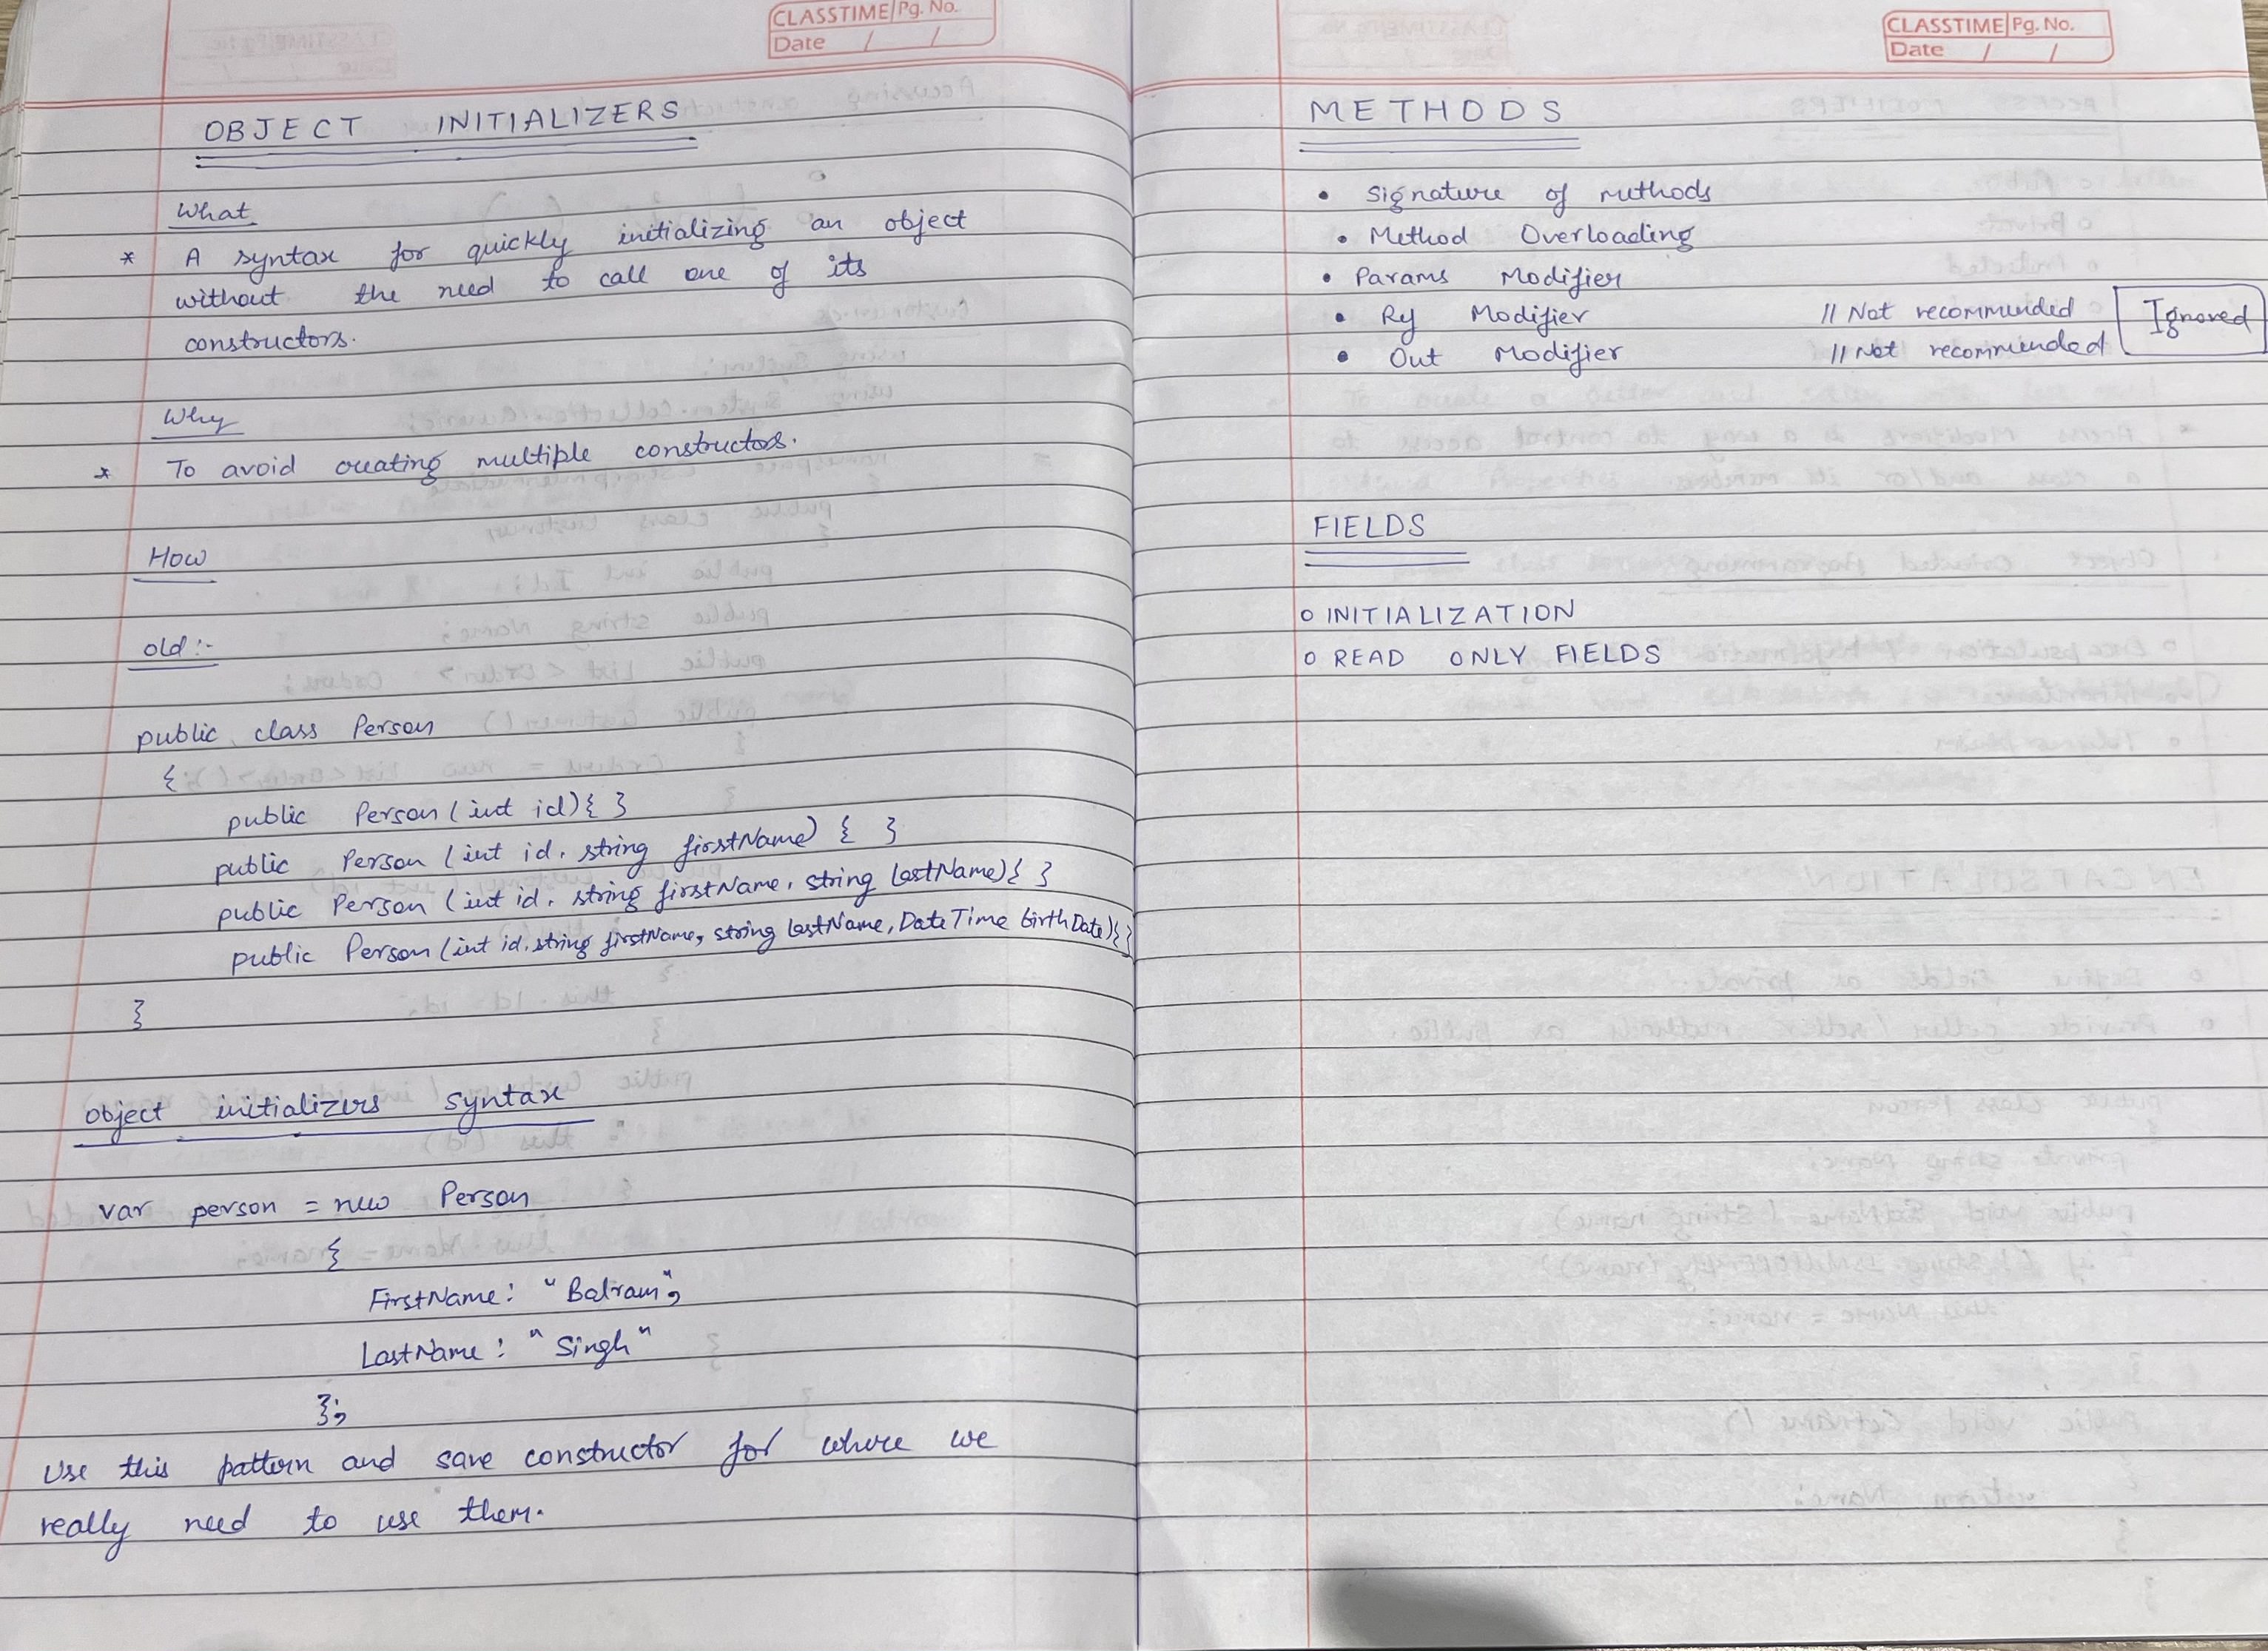 CLASSTIME Pg. No.
Date / /
OBJECT INITIALIZERS
What
* A syntax for quickly initializing an object
without the need to call one of its
constructors.
Why
* To avoid creating multiple constructors.
How
old :-
public class Person
{
public Person (int id) { }
public Person (int id, string firstName) { }
public Person (int id, string firstName, string lastName) { }
public Person (int id, string firstName, string lastName, DateTime birthDate) { }
}
object initializers syntax
var person = new Person
{
FirstName : "Balram",
LastName : "Singh"
};
Use this pattern and save constructor for where we
really need to use them.
CLASSTIME Pg. No.
Date / /
METHODS
• Signature of methods
• Method Overloading
• Params Modifier
• Ref Modifier // Not recommended
• Out Modifier // Not recommended
Ignored
FIELDS
o INITIALIZATION
o READ ONLY FIELDS